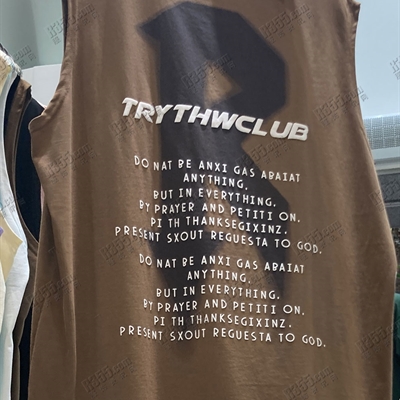 TRYTHWCLUB
DO NAT BE ANXI GAS ABAIAT
ANYTHING.
BUT IN EVERYTHING.
BY PRAYER AND PETITI ON.
PI TH THANKSEGIXINZ.
PRESENT SXOUT REGUESTA TO GOD.
DO NAT BE ANXI GAS ABAIAT
ANYTHING.
BUT IN EVERYTHING.
BY PRAYER AND PETITI ON.
PI TH THANKSEGIXINZ.
PRESENT SXOUT REGUESTA TO GOD.